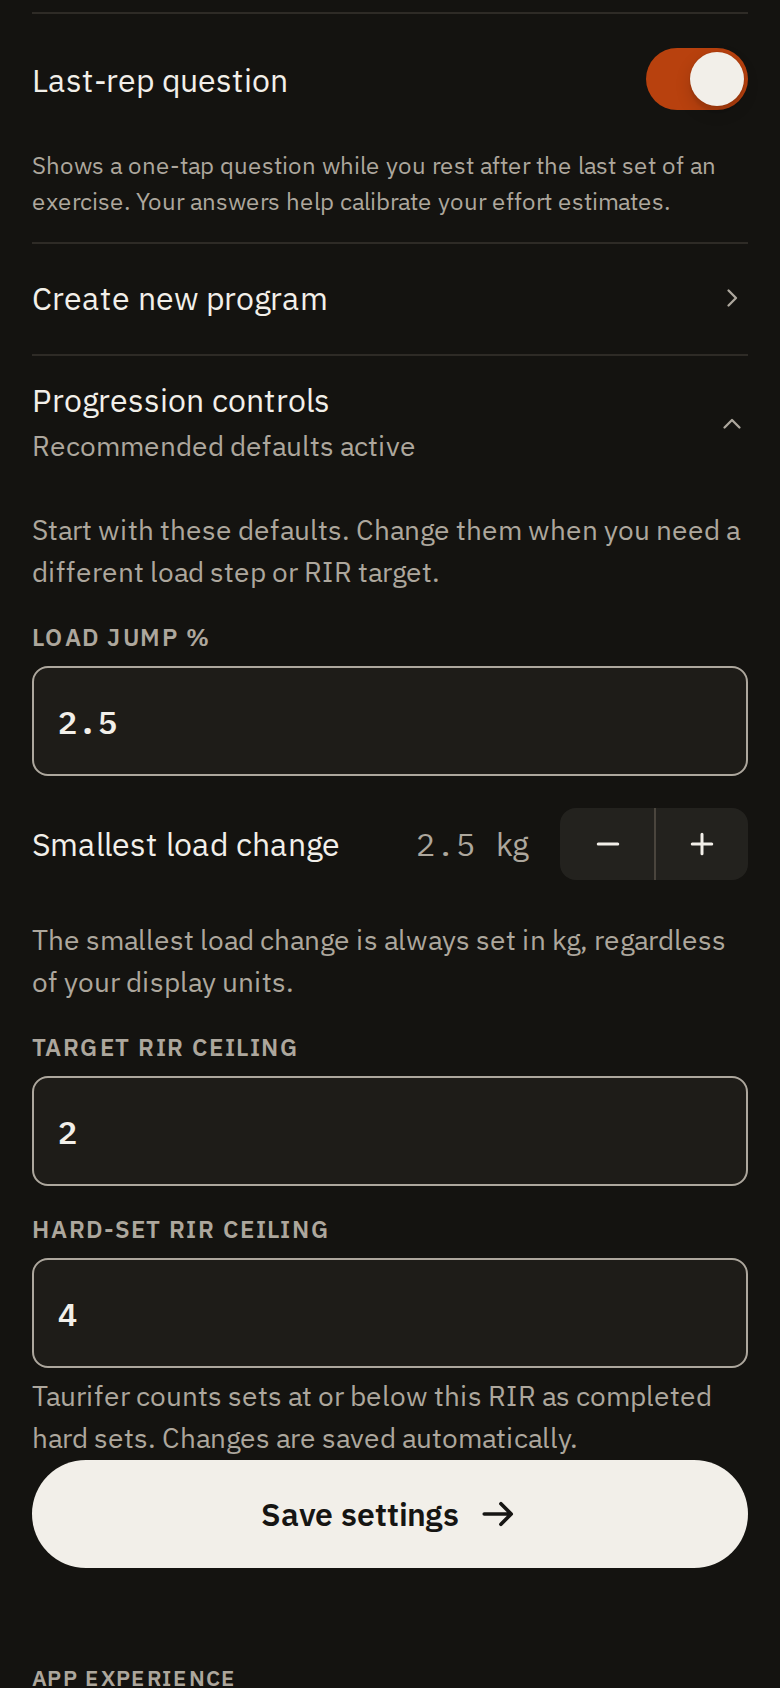 Last-rep question
Shows a one-tap question while you rest after the last set of an
exercise. Your answers help calibrate your effort estimates.
Create new program
Progression controls
Recommended defaults active
Start with these defaults. Change them when you need a
different load step or RIR target.
LOAD JUMP %
2.5
Smallest load change 2.5 kg − +
The smallest load change is always set in kg, regardless
of your display units.
TARGET RIR CEILING
2
HARD-SET RIR CEILING
4
Taurifer counts sets at or below this RIR as completed
hard sets. Changes are saved automatically.
Save settings →
APP EXPERIENCE